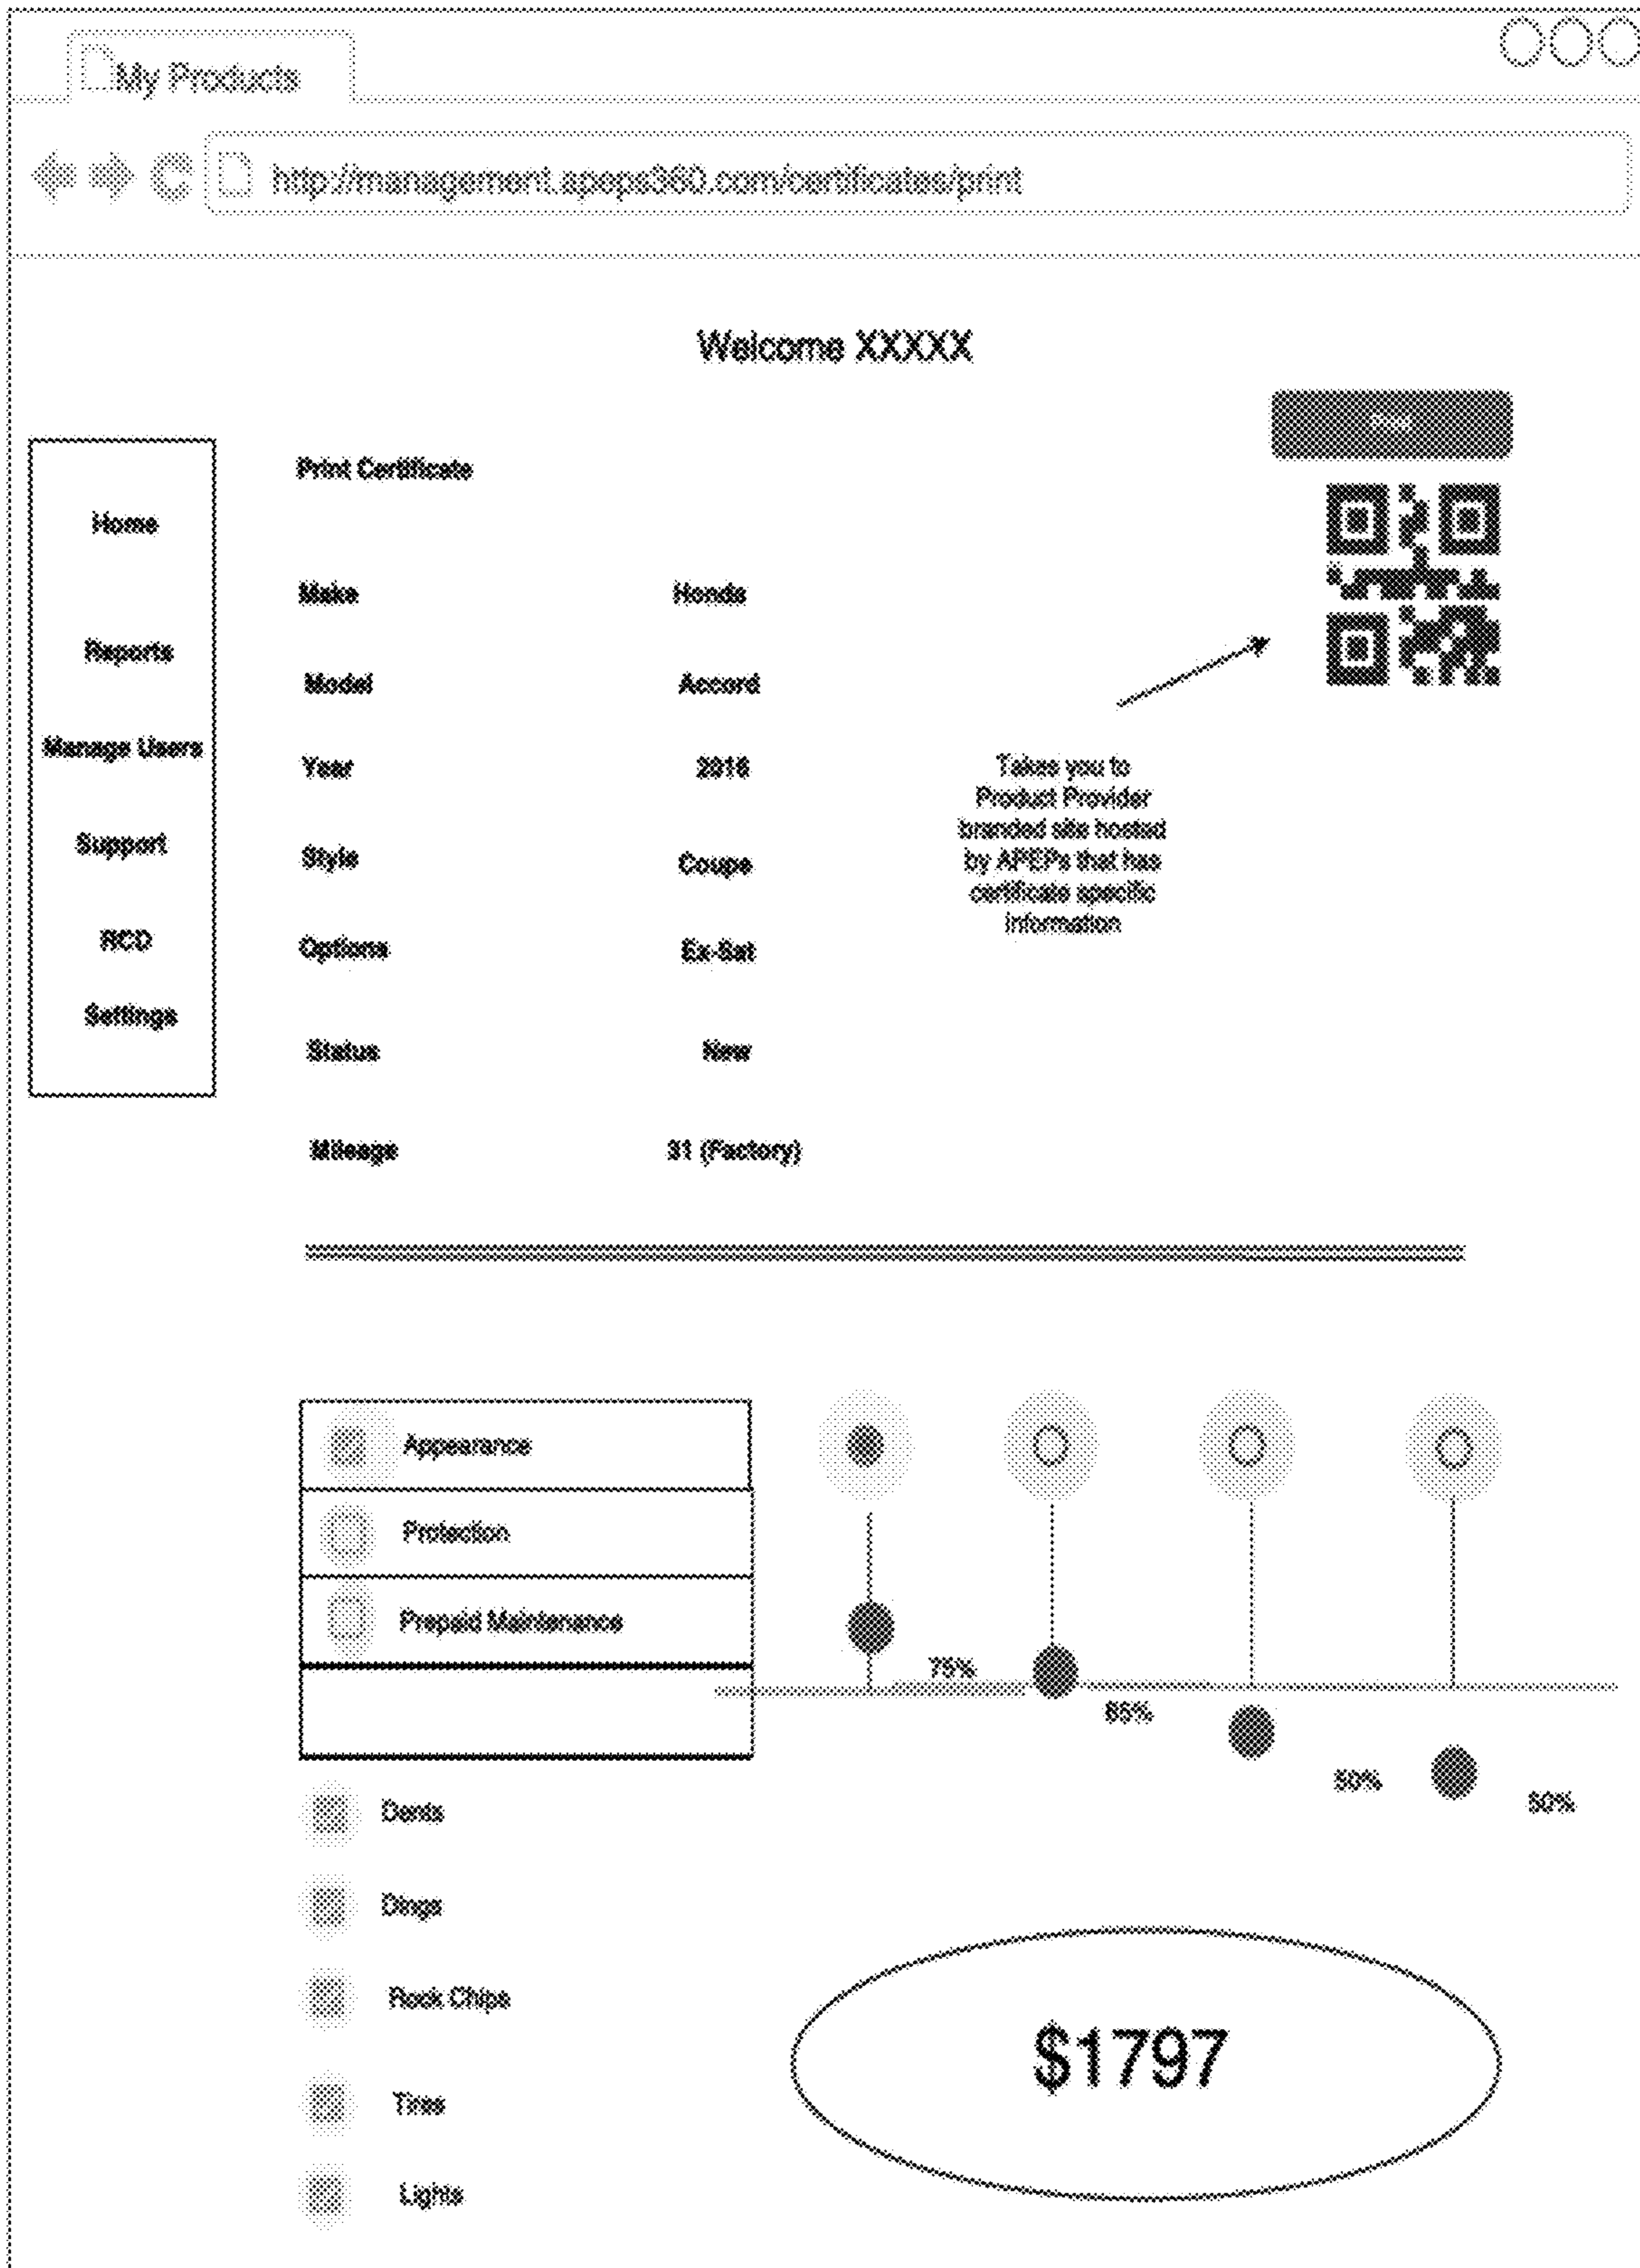 My Products
http://management.apeps360.com/certificates/print
Welcome XXXXX
Print
Print Certificate
Home
Reports
Manage Users
Support
RCD
Settings
Make Honda
Model Accord
Year 2016
Style Coupe
Options Ex-Sat
Status New
Mileage 31 (Factory)
Takes you to
Product Provider
branded site hosted
by APEPs that has
certificate specific
information
Appearance
Protection
Prepaid Maintenance
75%
85%
50%
50%
Dents
Dings
Rock Chips
Tires
Lights
$1797